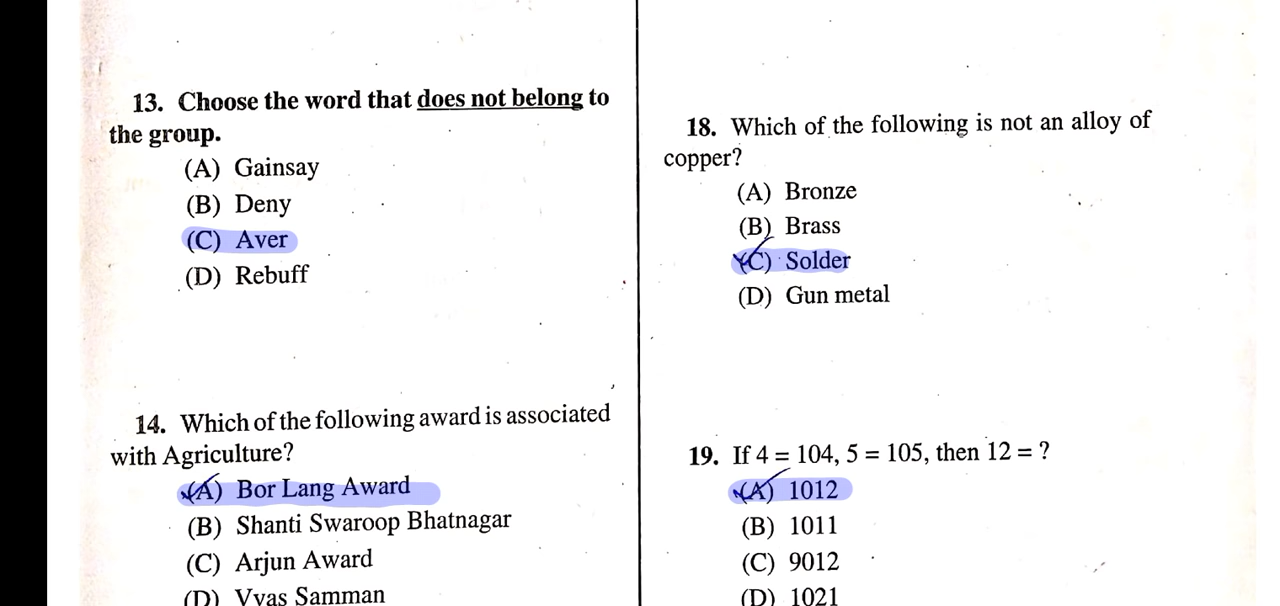 13. Choose the word that does not belong to
the group.
(A) Gainsay
(B) Deny
(C) Aver
(D) Rebuff
14. Which of the following award is associated
with Agriculture?
(A) Bor Lang Award
(B) Shanti Swaroop Bhatnagar
(C) Arjun Award
(D) Vyas Samman
18. Which of the following is not an alloy of
copper?
(A) Bronze
(B) Brass
(C) Solder
(D) Gun metal
19. If 4 = 104, 5 = 105, then 12 = ?
(A) 1012
(B) 1011
(C) 9012
(D) 1021